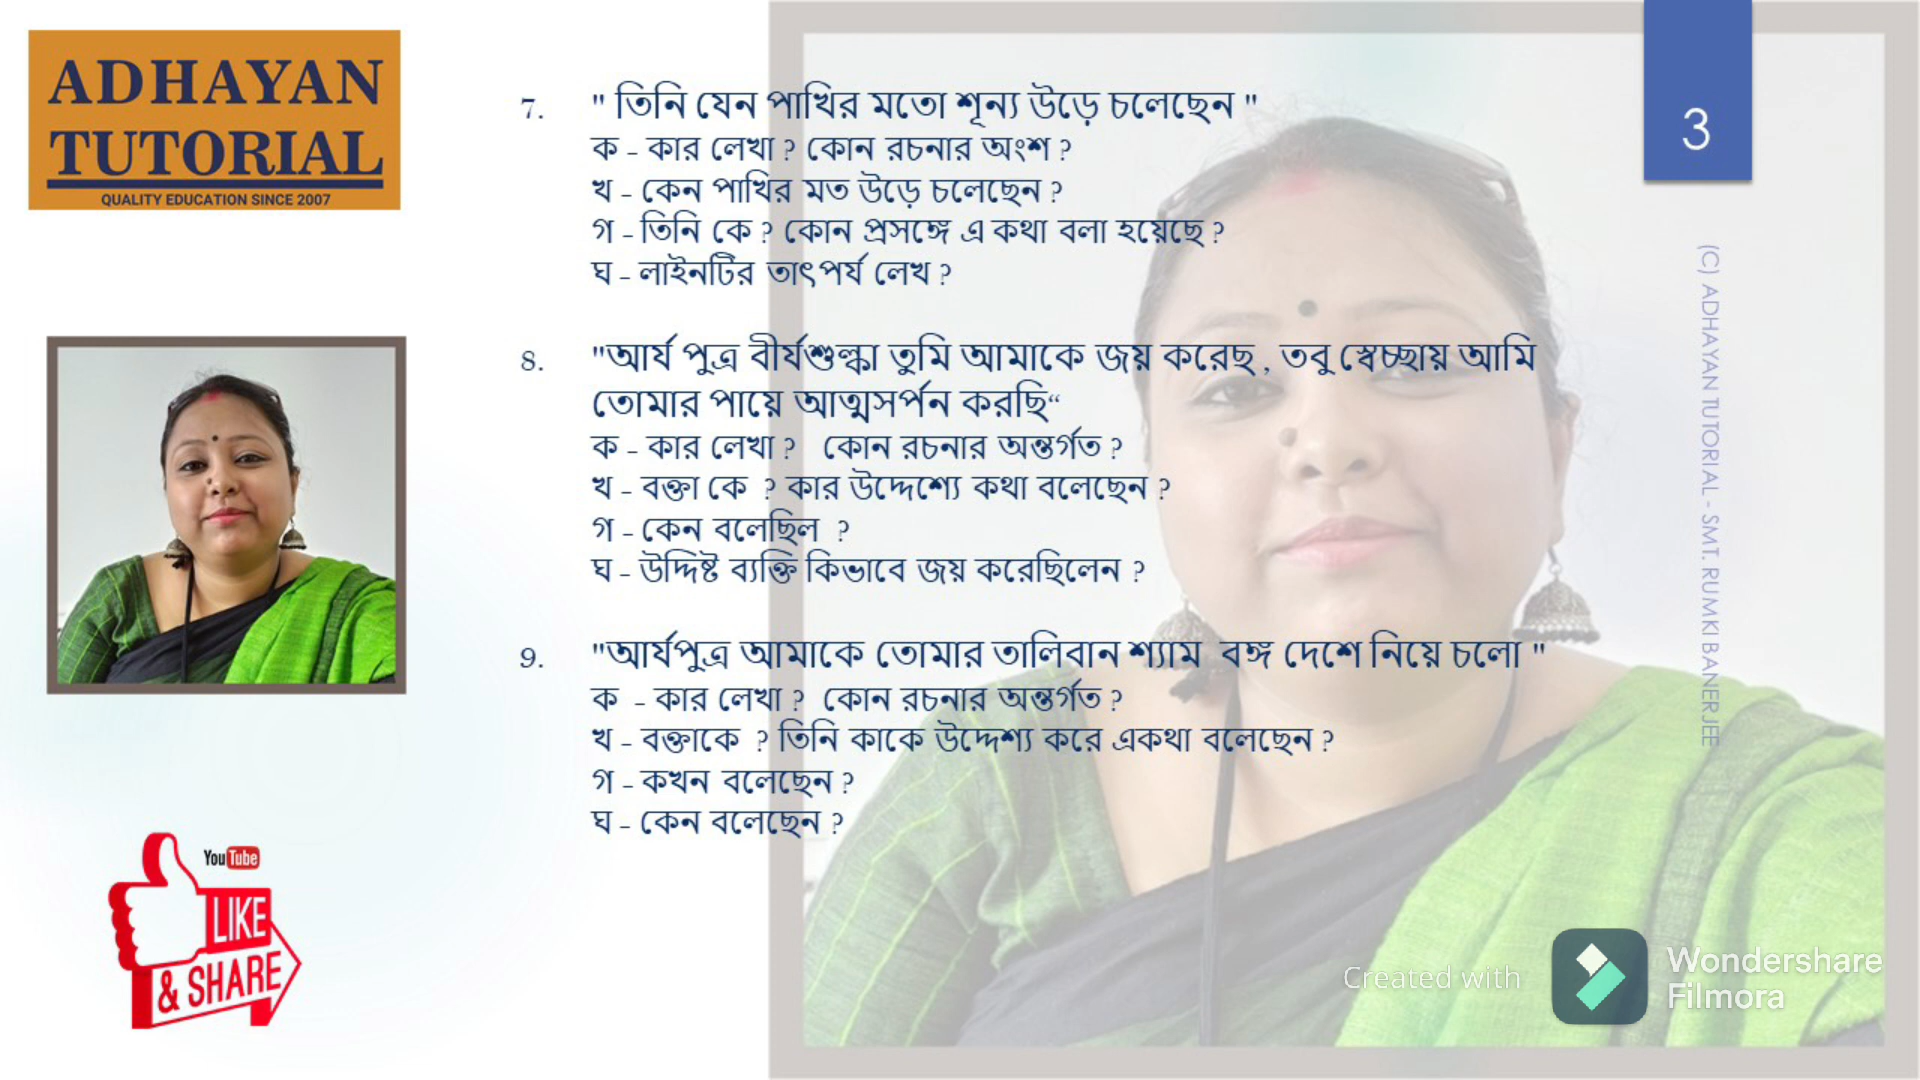 ADHAYAN
TUTORIAL
QUALITY EDUCATION SINCE 2007
3
7. " তিনি যেন পাখির মতো শূন্য উড়ে চলেছেন "
ক - কার লেখা ? কোন রচনার অংশ ?
খ - কেন পাখির মত উড়ে চলেছেন ?
গ - তিনি কে ? কোন প্রসঙ্গে এ কথা বলা হয়েছে ?
ঘ - লাইনটির তাৎপর্য লেখ ?
8. "আর্য পুত্র বীর্যশুল্কা তুমি আমাকে জয় করেছ , তবু স্বেচ্ছায় আমি
তোমার পায়ে আত্মসর্পন করছি“
ক - কার লেখা ? কোন রচনার অন্তর্গত ?
খ - বক্তা কে ? কার উদ্দেশ্যে কথা বলেছেন ?
গ - কেন বলেছিল ?
ঘ - উদ্দিষ্ট ব্যক্তি কিভাবে জয় করেছিলেন ?
9. "আর্যপুত্র আমাকে তোমার তালিবান শ্যাম বঙ্গ দেশে নিয়ে চলো "
ক - কার লেখা ? কোন রচনার অন্তর্গত ?
খ - বক্তাকে ? তিনি কাকে উদ্দেশ্য করে একথা বলেছেন ?
গ - কখন বলেছেন ?
ঘ - কেন বলেছেন ?
(C) ADHAYAN TUTORIAL - SMT. RUMKI BANERJEE
YouTube
LIKE
& SHARE
Created with
Wondershare
Filmora